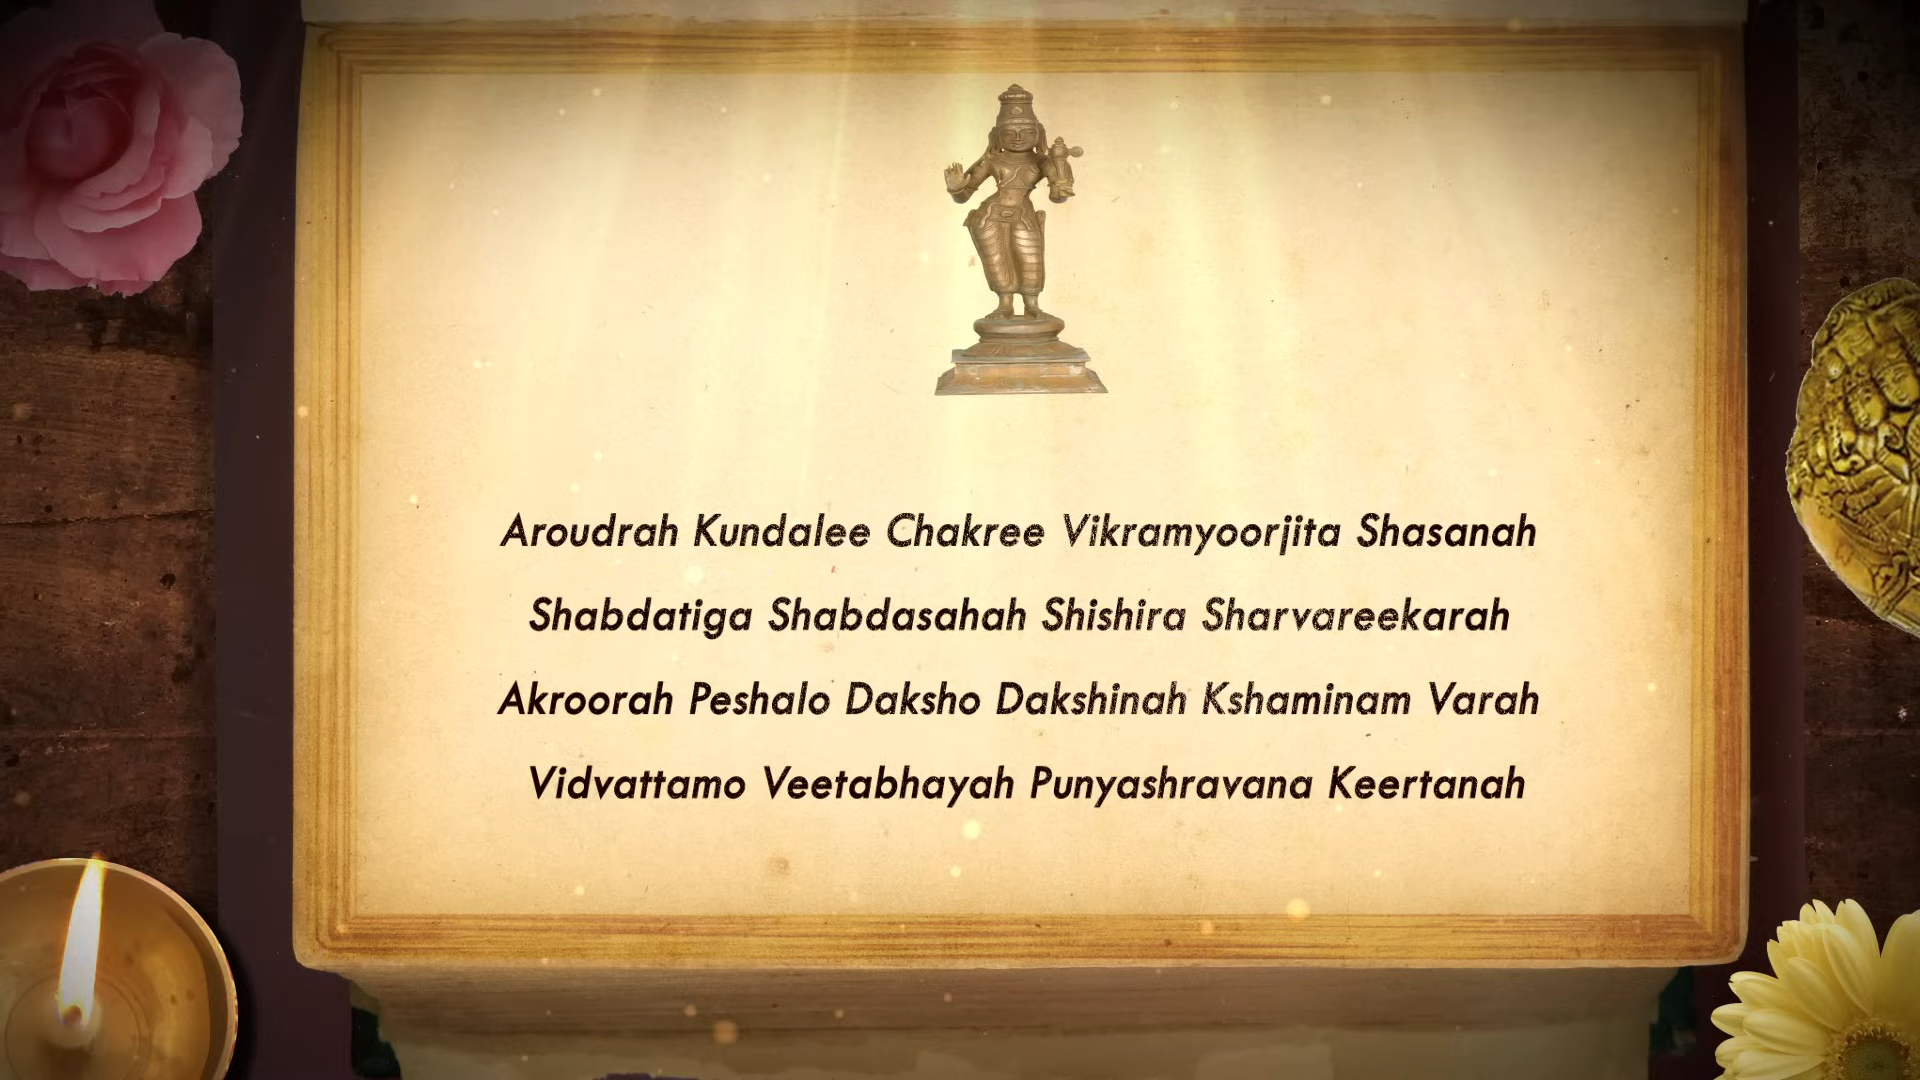 Aroudrah Kundalee Chakree Vikramyoorjita Shasanah
Shabdatiga Shabdasahah Shishira Sharvareekarah
Akroorah Peshalo Daksho Dakshinah Kshaminam Varah
Vidvattamo Veetabhayah Punyashravana Keertanah